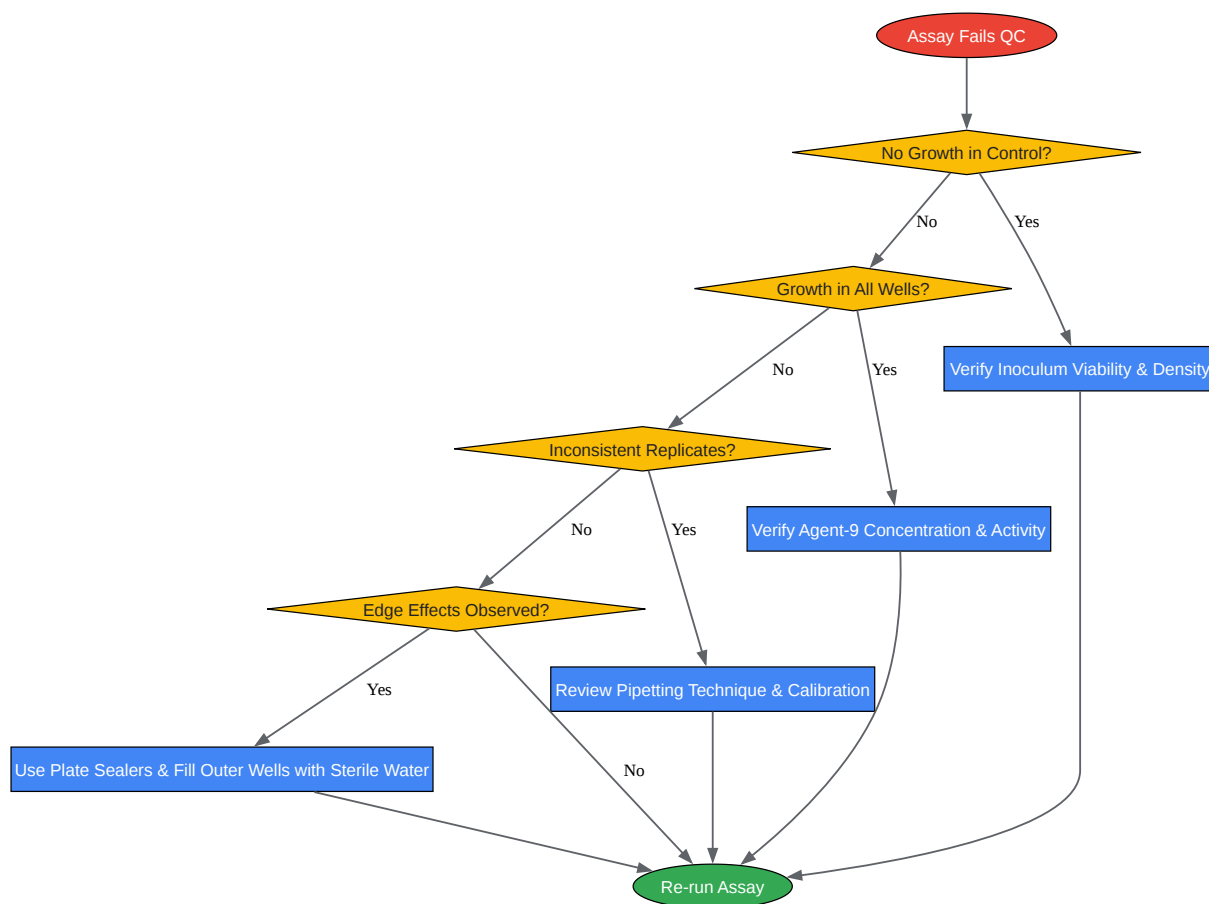 Assay Fails QC
No Growth in Control?
No
Yes
Growth in All Wells?
No
Yes
Verify Inoculum Viability & Density
Inconsistent Replicates?
No
Yes
Verify Agent-9 Concentration & Activity
Edge Effects Observed?
Yes
Review Pipetting Technique & Calibration
Use Plate Sealers & Fill Outer Wells with Sterile Water
No
Re-run Assay